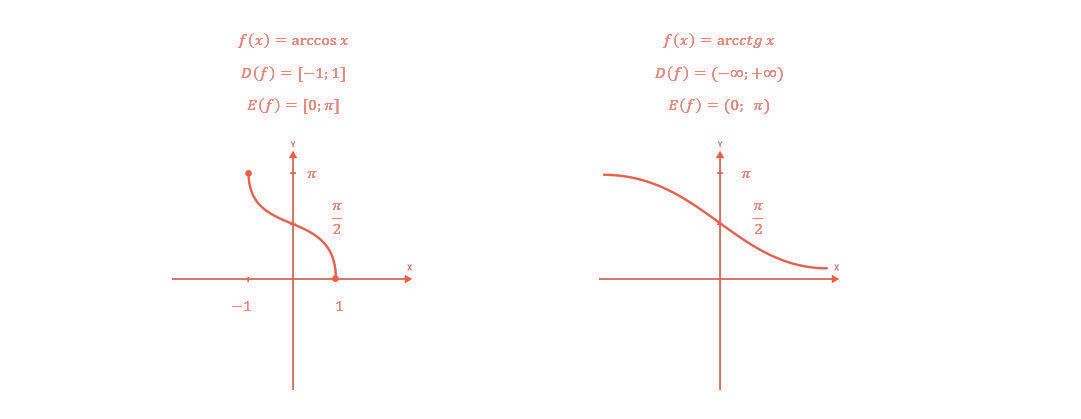 f(x) = arccos x
D(f) = [−1; 1]
E(f) = [0; π]
Y
π
π/2
X
−1
1
f(x) = arcctg x
D(f) = (−∞; +∞)
E(f) = (0; π)
Y
π
π/2
X